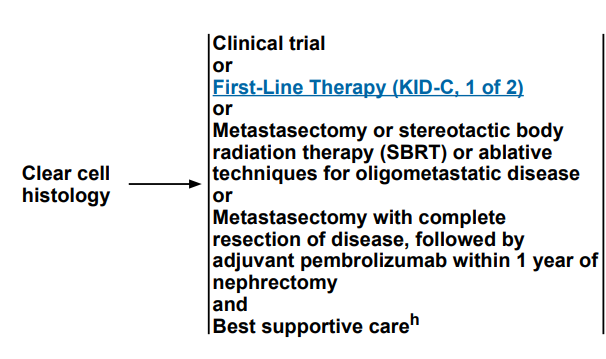 Clinical trial
or
First-Line Therapy (KID-C, 1 of 2)
or
Metastasectomy or stereotactic body
radiation therapy (SBRT) or ablative
techniques for oligometastatic disease
or
Metastasectomy with complete
resection of disease, followed by
adjuvant pembrolizumab within 1 year of
nephrectomy
and
Best supportive careʰ
Clear cell
histology